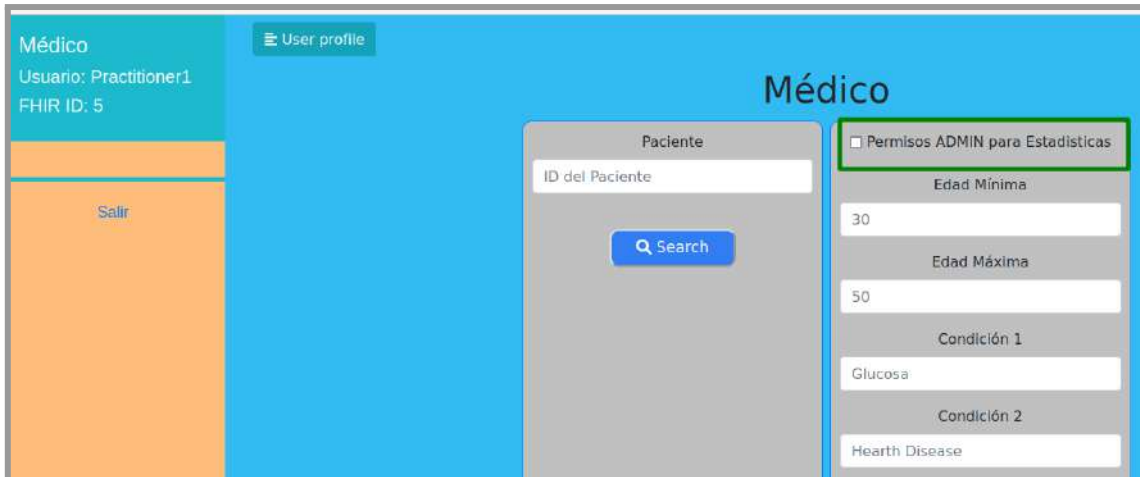 Médico
Usuario: Practitioner1
FHIR ID: 5
Salir
User profile
Médico
Paciente
ID del Paciente
Search
Permisos ADMIN para Estadisticas
Edad Mínima
30
Edad Máxima
50
Condición 1
Glucosa
Condición 2
Hearth Disease